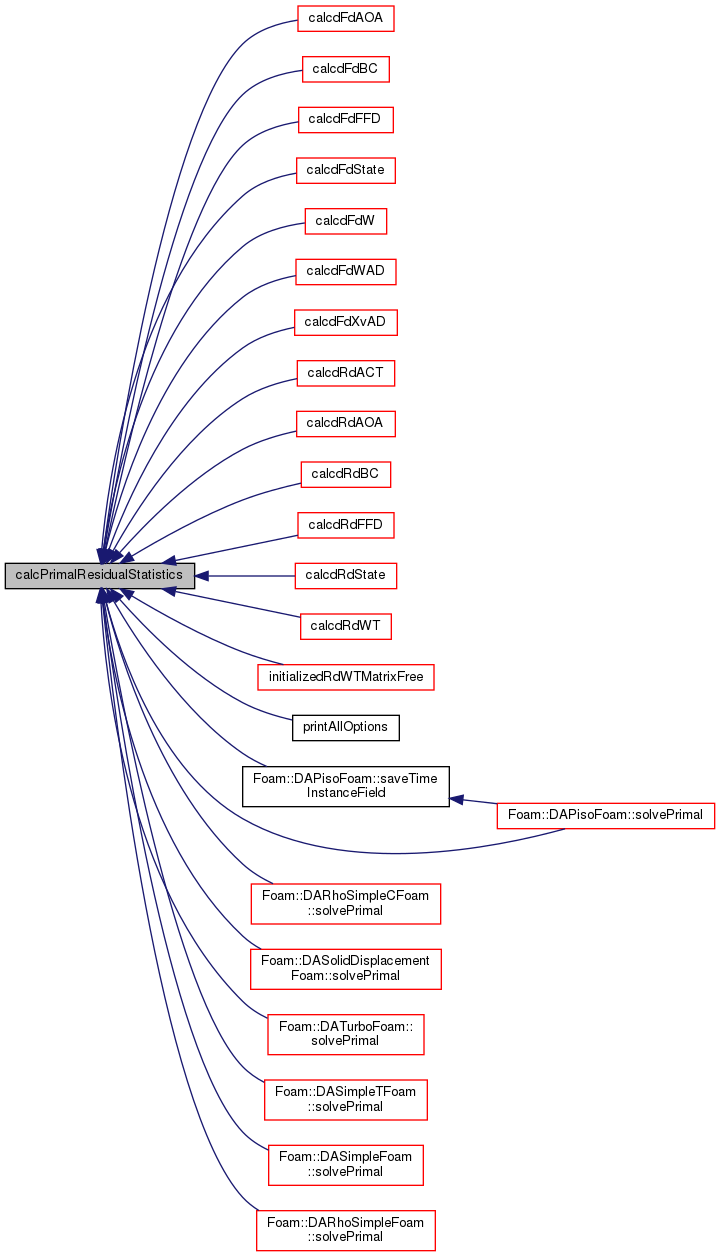 calcdFdAOA
calcdFdBC
calcdFdFFD
calcdFdState
calcdFdW
calcdFdWAD
calcdFdXvAD
calcdRdACT
calcdRdAOA
calcdRdBC
calcdRdFFD
calcPrimalResidualStatistics
calcdRdState
calcdRdWT
initializedRdWTMatrixFree
printAllOptions
Foam::DAPisoFoam::saveTime
InstanceField
Foam::DAPisoFoam::solvePrimal
Foam::DARhoSimpleCFoam
::solvePrimal
Foam::DASolidDisplacement
Foam::solvePrimal
Foam::DATurboFoam::
solvePrimal
Foam::DASimpleTFoam
::solvePrimal
Foam::DASimpleFoam
::solvePrimal
Foam::DARhoSimpleFoam
::solvePrimal